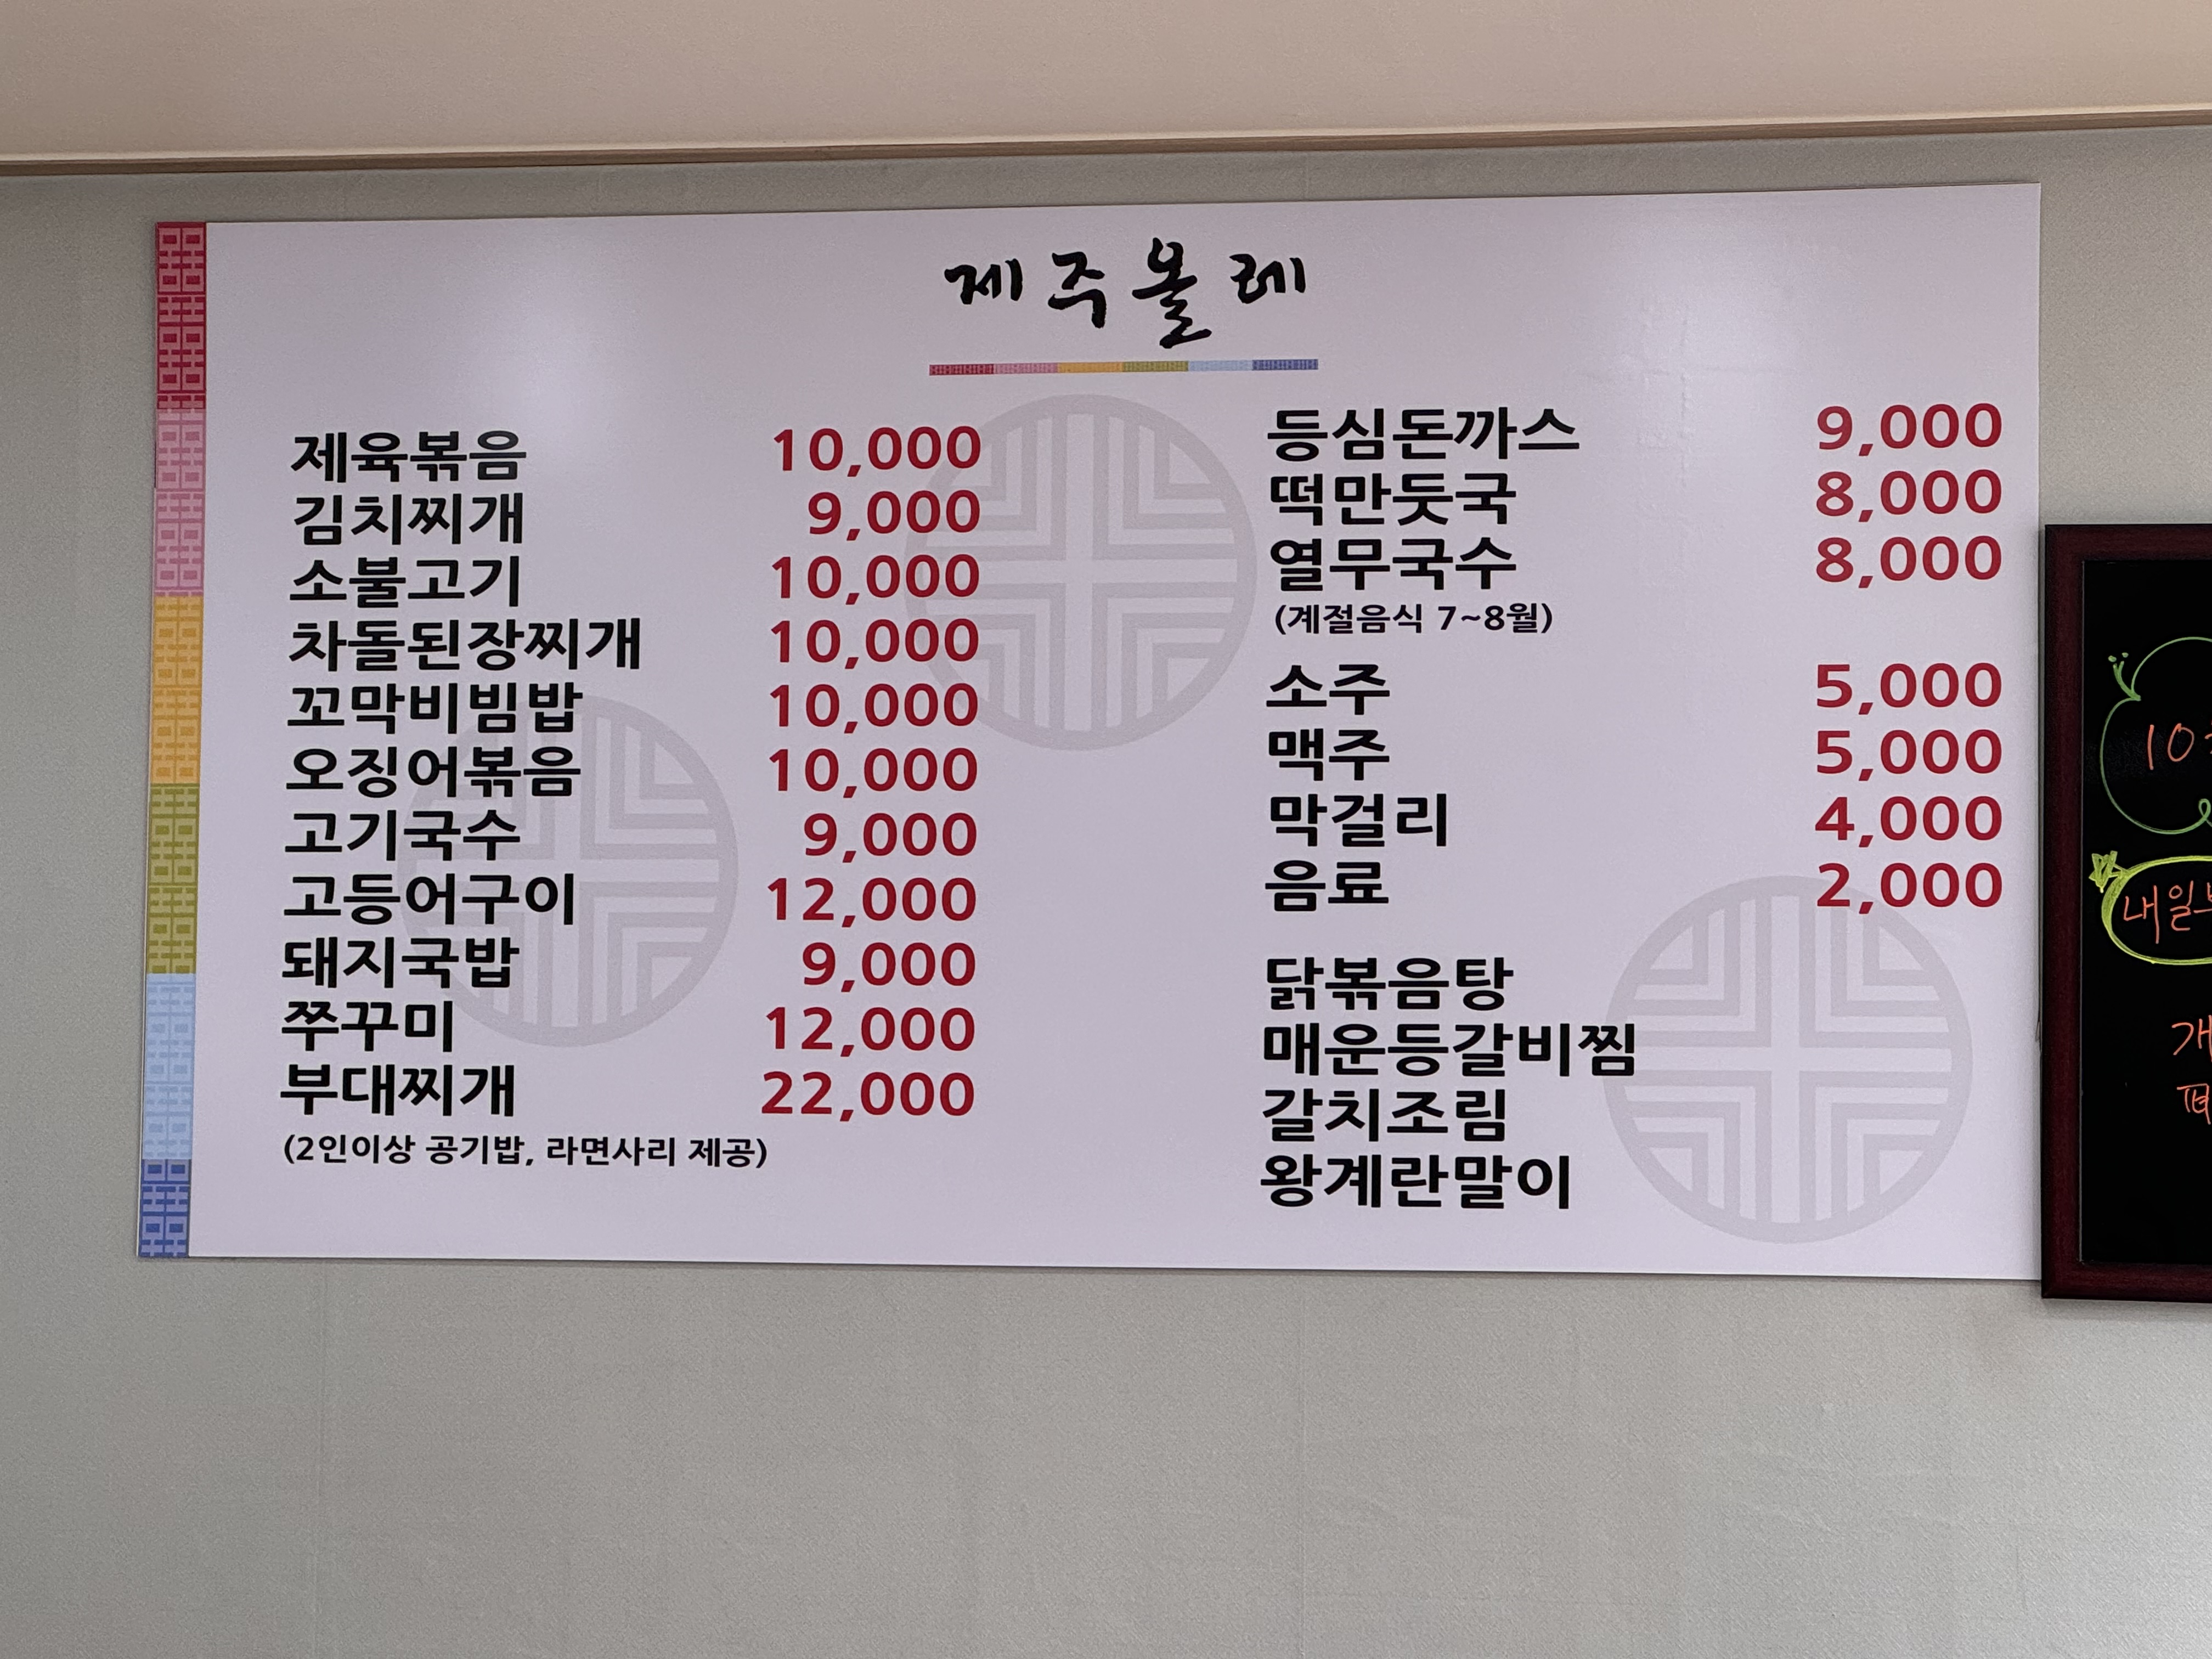 제주올레
제육볶음 10,000
김치찌개 9,000
소불고기 10,000
차돌된장찌개 10,000
꼬막비빔밥 10,000
오징어볶음 10,000
고기국수 9,000
고등어구이 12,000
돼지국밥 9,000
쭈꾸미 12,000
부대찌개 22,000
(2인이상 공기밥, 라면사리 제공)
등심돈까스 9,000
떡만둣국 8,000
열무국수 8,000
(계절음식 7~8월)
소주 5,000
맥주 5,000
막걸리 4,000
음료 2,000
닭볶음탕
매운등갈비찜
갈치조림
왕계란말이
10
내일